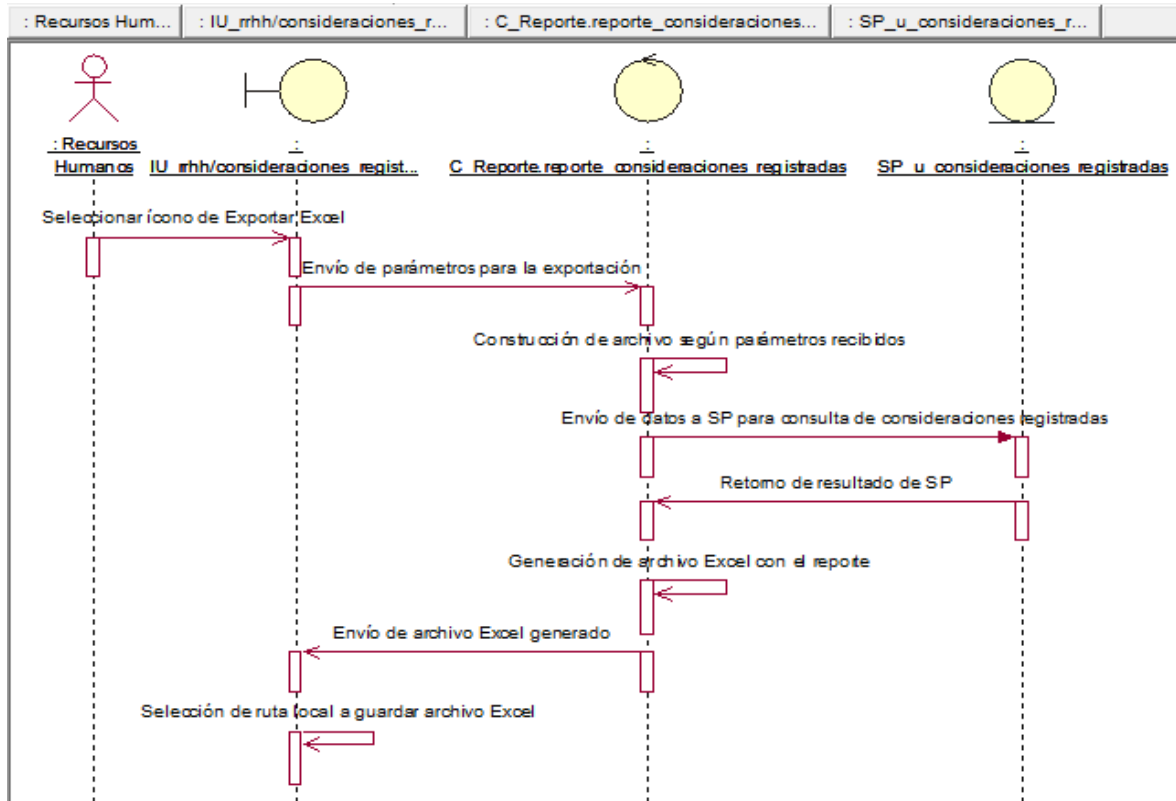 : Recursos Hum...
: IU_rrhh/consideraciones_r...
: C_Reporte.reporte_consideraciones...
: SP_u_consideraciones_r...
: Recursos
Humanos
:
IU_rrhh/consideraciones_regist...
:
C_Reporte.reporte_consideraciones_registradas
:
SP_u_consideraciones_registradas
Seleccionar ícono de Exportar Excel
Envío de parámetros para la exportación
Construcción de archivo según parámetros recibidos
Envío de datos a SP para consulta de consideraciones registradas
Retorno de resultado de SP
Generación de archivo Excel con el reporte
Envío de archivo Excel generado
Selección de ruta local a guardar archivo Excel